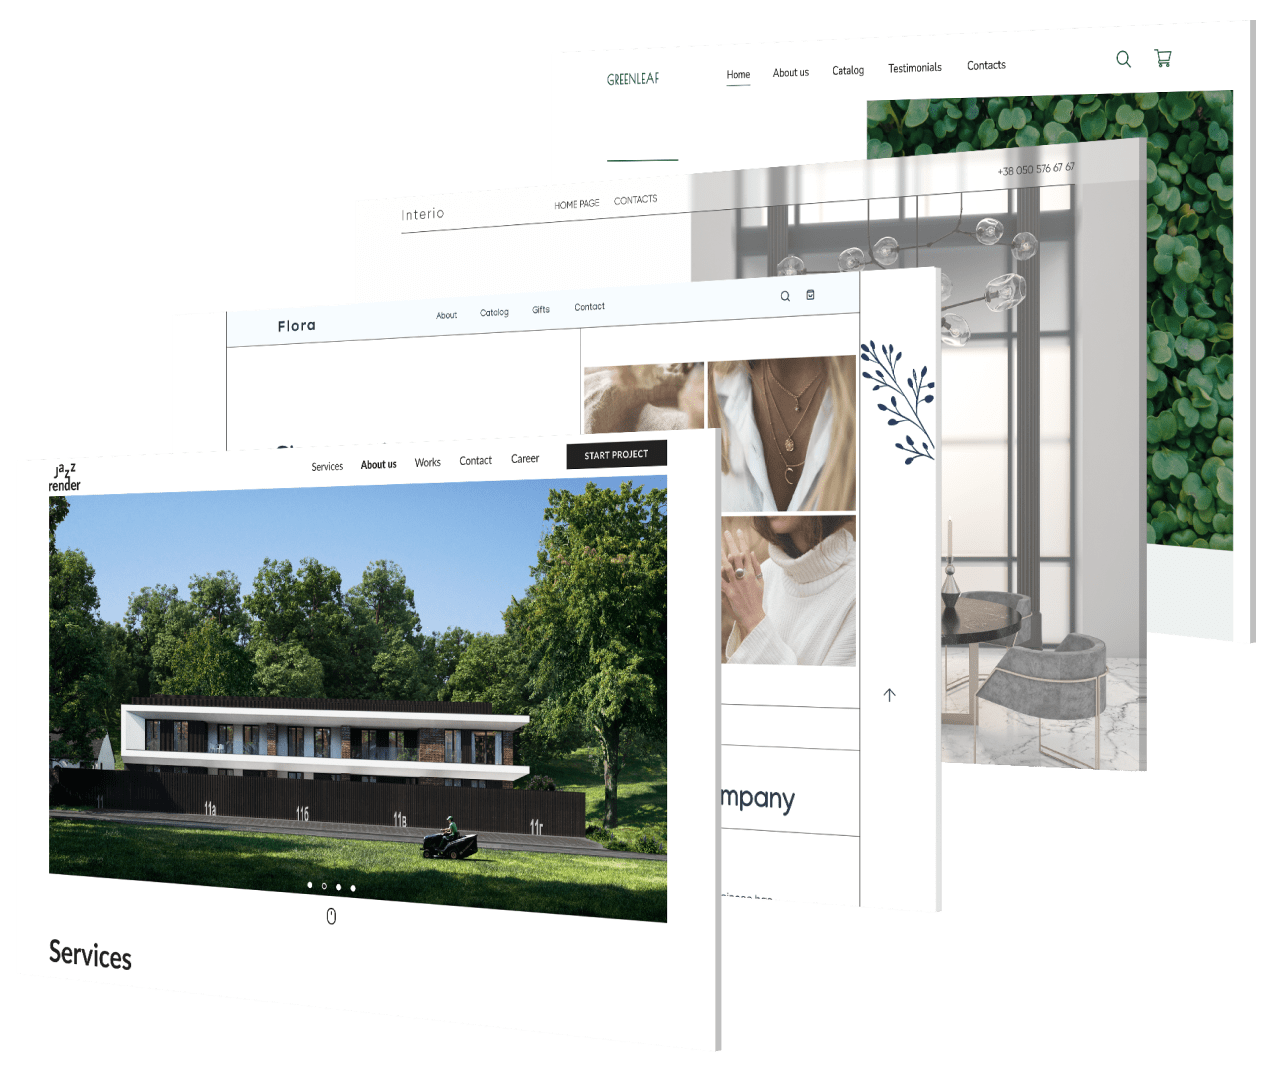 GREENLEAF
Home About us Catalog Testimonials Contacts
+38 050 576 67 67
Interio HOME PAGE CONTACTS
Flora About Catalog Gifts Contact
jazz
render
Services About us Works Contact Career START PROJECT
11a 11б 11в 11г
mpany
Services